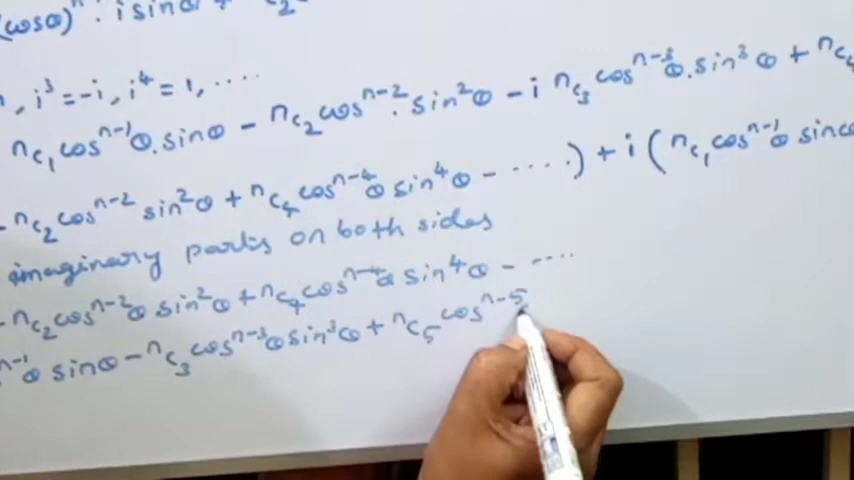 (cosθ)ⁿ. i sinθ +
, i³ = -i, i⁴ = 1, ....
ⁿc₁ cosⁿ⁻¹θ. sinθ - ⁿc₂ cosⁿ⁻². sin²θ - i ⁿc₃ cosⁿ⁻³θ. sin³θ + ⁿc₄
- ⁿc₂ cosⁿ⁻² sin²θ + ⁿc₄ cosⁿ⁻⁴θ sin⁴θ - .....) + i (ⁿc₁ cosⁿ⁻¹θ sinθ
imaginary parts on both sides
- ⁿc₂ cosⁿ⁻²θ sin²θ + ⁿc₄ cosⁿ⁻⁴θ sin⁴θ - ....
ⁿ⁻¹θ sinθ - ⁿc₃ cosⁿ⁻³θ sin³θ + ⁿc₅ cosⁿ⁻⁵